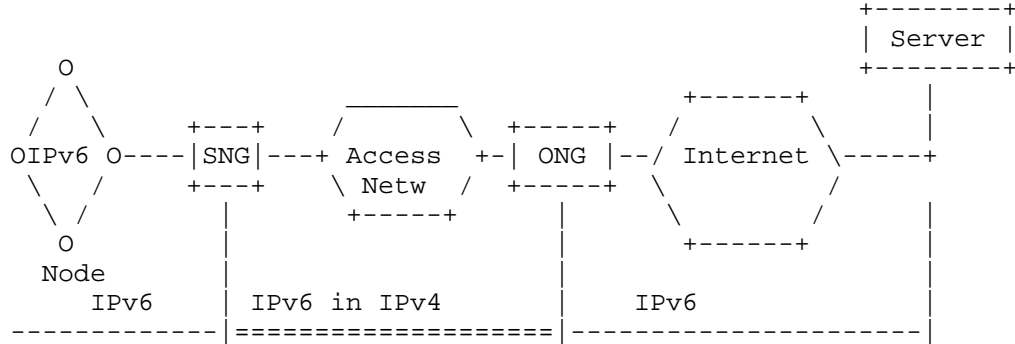 Server
OIPv6 O SNG Access ONG Internet
Netw
O
O
Node
IPv6 IPv6 in IPv4 IPv6